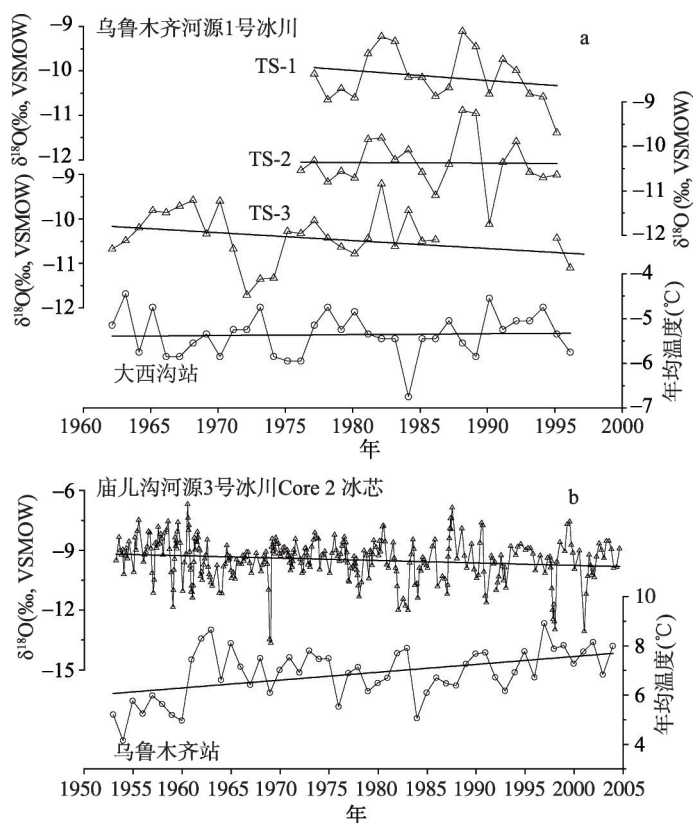 乌鲁木齐河源1号冰川
a
TS-1
TS-2
TS-3
大西沟站
δ¹⁸O(‰, VSMOW)
-9
-10
-11
-12
δ¹⁸O(‰, VSMOW)
-9
-10
-11
-12
δ¹⁸O(‰, VSMOW)
-9
-10
-11
-12
年均温度(℃)
-4
-5
-6
-7
1960 1965 1970 1975 1980 1985 1990 1995 2000
年
庙儿沟河源3号冰川Core 2 冰芯
b
δ¹⁸O(‰, VSMOW)
-6
-9
-12
-15
年均温度(℃)
10
8
6
4
乌鲁木齐站
1950 1955 1960 1965 1970 1975 1980 1985 1990 1995 2000 2005
年